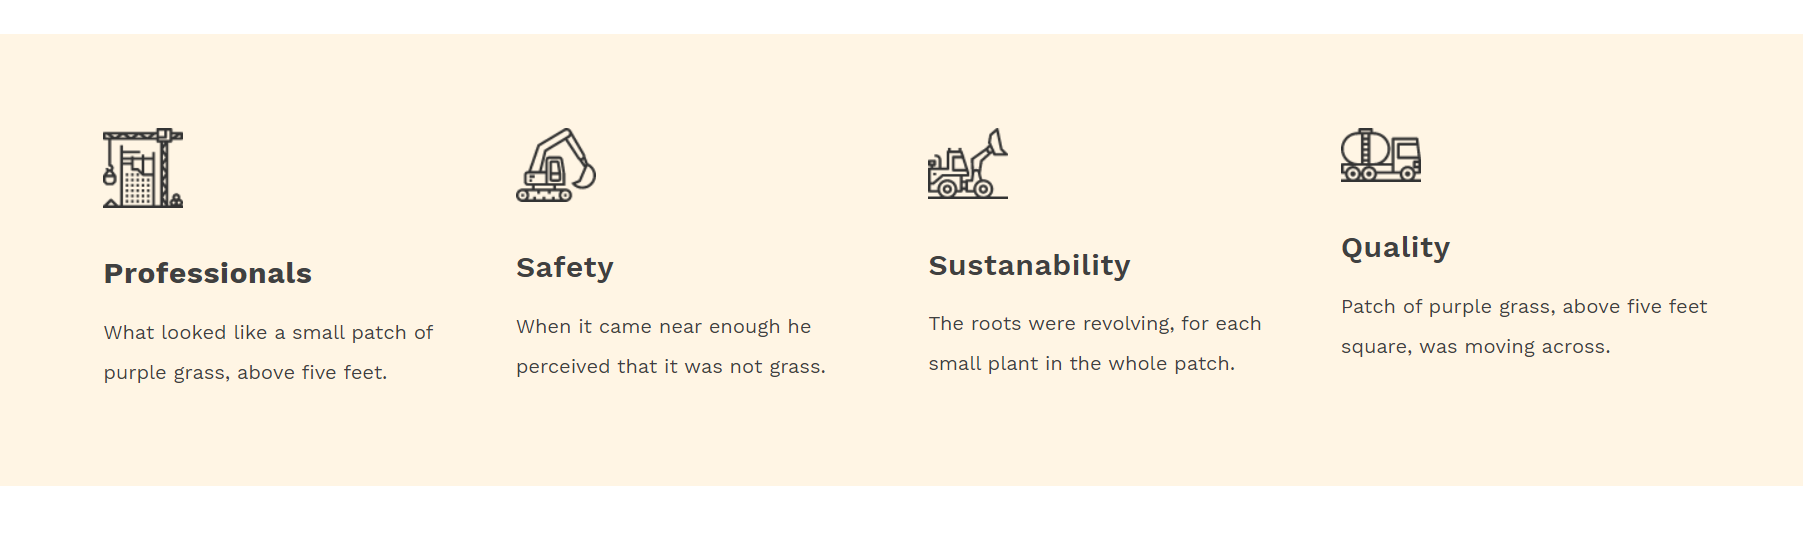 Professionals
What looked like a small patch of
purple grass, above five feet.
Safety
When it came near enough he
perceived that it was not grass.
Sustanability
The roots were revolving, for each
small plant in the whole patch.
Quality
Patch of purple grass, above five feet
square, was moving across.